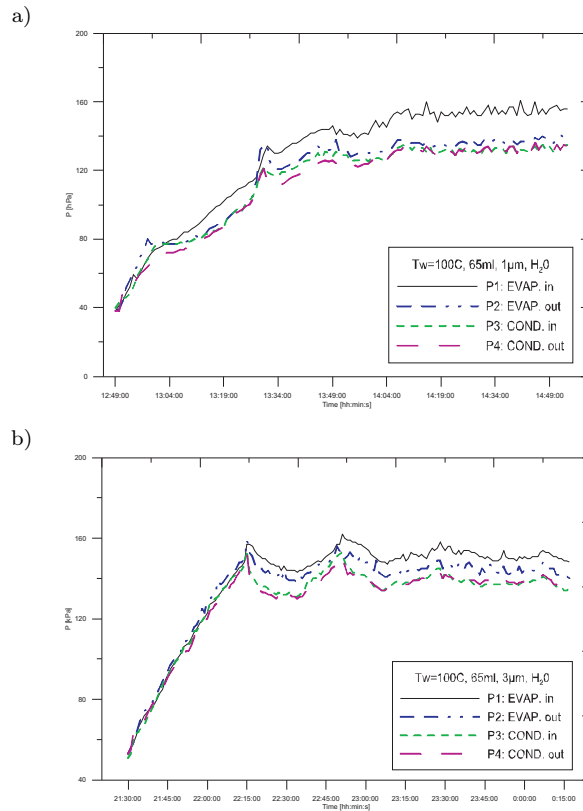 a)
200
160
120
80
40
0
P [hPa]
Tw=100C, 65ml, 1µm, H₂0
P1: EVAP. in
P2: EVAP. out
P3: COND. in
P4: COND. out
12:49:00 13:04:00 13:19:00 13:34:00 13:49:00 14:04:00 14:19:00 14:34:00 14:49:00
Time [hh:min:s]
b)
200
160
120
80
40
P [kPa]
Tw=100C, 65ml, 3µm, H₂0
P1: EVAP. in
P2: EVAP. out
P3: COND. in
P4: COND. out
21:30:00 21:45:00 22:00:00 22:15:00 22:30:00 22:45:00 23:00:00 23:15:00 23:30:00 23:45:00 0:00:00 0:15:00
Time [hh:min:s]